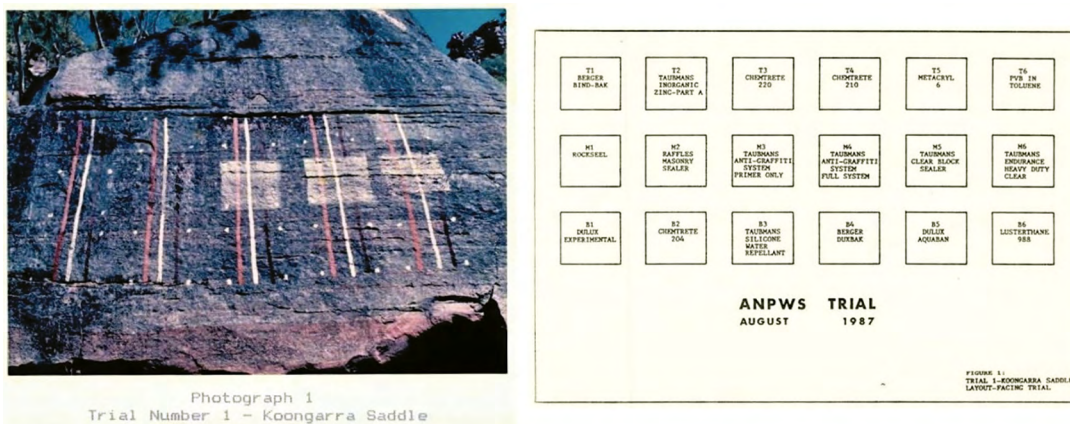 Photograph 1
Trial Number 1 - Koongarra Saddle
T1
BERGER
BIND-BAK
T2
TAUBMANS
INORGANIC
ZINC-PART A
T3
CHEMTRETE
220
T4
CHEMTRETE
210
T5
METACRYL
6
T6
PVB IN
TOLUENE
M1
ROCKSEEL
M2
RAFFLES
MASONRY
SEALER
M3
TAUBMANS
ANTI-GRAFFITI
SYSTEM
PRIMER ONLY
M4
TAUBMANS
ANTI-GRAFFITI
SYSTEM
FULL SYSTEM
M5
TAUBMANS
CLEAR BLOCK
SEALER
M6
TAUBMANS
ENDURANCE
HEAVY DUTY
CLEAR
B1
DULUX
EXPERIMENTAL
B2
CHEMTRETE
204
B3
TAUBMANS
SILICONE
WATER
REPELLANT
B4
BERGER
DUXBAK
B5
DULUX
AQUABAN
B6
LUSTERTHANE
988
ANPWS TRIAL
AUGUST 1987
FIGURE 1:
TRIAL 1-KOONGARRA SADDLE
LAYOUT-FACING TRIAL